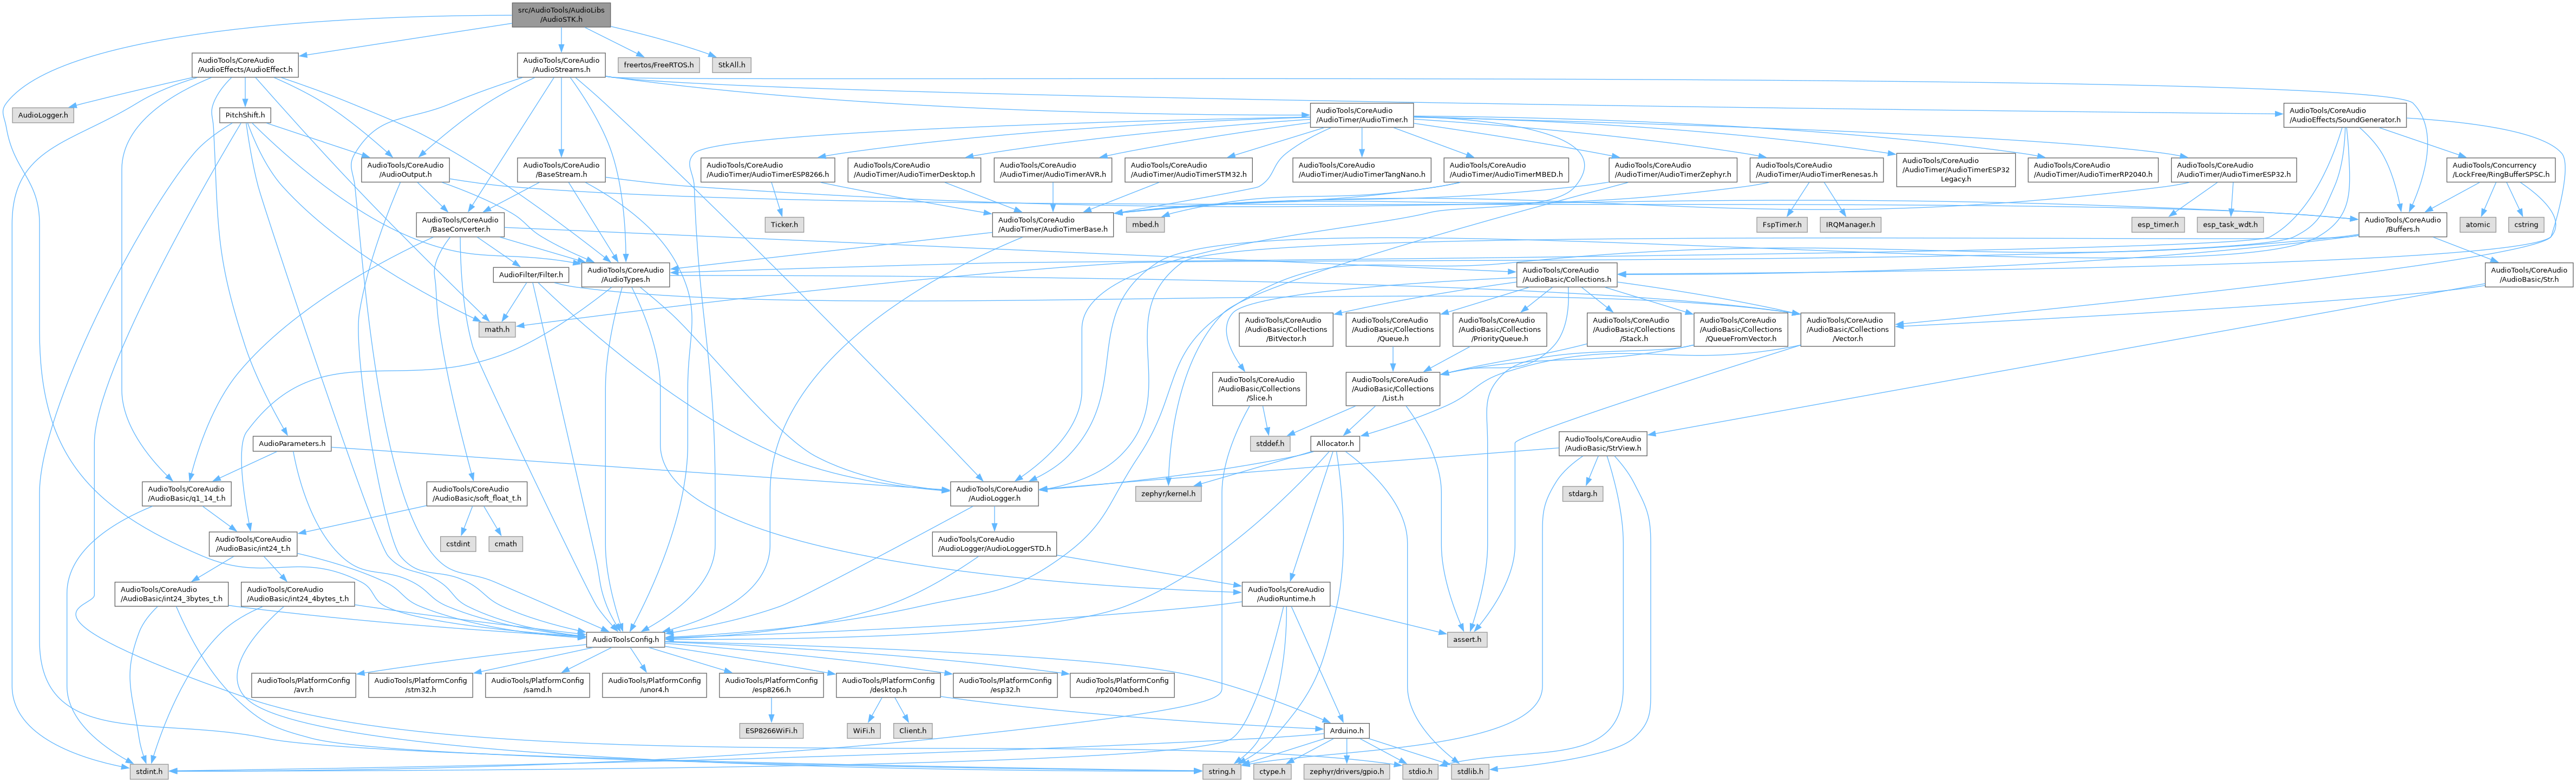 src/AudioTools/AudioLibs
/AudioSTK.h
AudioTools/CoreAudio
/AudioEffects/AudioEffect.h
AudioTools/CoreAudio
/AudioStreams.h
freertos/FreeRTOS.h
StkAll.h
AudioLogger.h
PitchShift.h
AudioTools/CoreAudio
/AudioTimer/AudioTimer.h
AudioTools/CoreAudio
/AudioEffects/SoundGenerator.h
AudioTools/CoreAudio
/AudioOutput.h
AudioTools/CoreAudio
/BaseStream.h
AudioTools/CoreAudio
/AudioTimer/AudioTimerESP8266.h
AudioTools/CoreAudio
/AudioTimer/AudioTimerDesktop.h
AudioTools/CoreAudio
/AudioTimer/AudioTimerAVR.h
AudioTools/CoreAudio
/AudioTimer/AudioTimerSTM32.h
AudioTools/CoreAudio
/AudioTimer/AudioTimerTangNano.h
AudioTools/CoreAudio
/AudioTimer/AudioTimerMBED.h
AudioTools/CoreAudio
/AudioTimer/AudioTimerZephyr.h
AudioTools/CoreAudio
/AudioTimer/AudioTimerRenesas.h
AudioTools/CoreAudio
/AudioTimer/AudioTimerESP32
Legacy.h
AudioTools/CoreAudio
/AudioTimer/AudioTimerRP2040.h
AudioTools/CoreAudio
/AudioTimer/AudioTimerESP32.h
AudioTools/Concurrency
/LockFree/RingBufferSPSC.h
AudioTools/CoreAudio
/BaseConverter.h
Ticker.h
AudioTools/CoreAudio
/AudioTimer/AudioTimerBase.h
mbed.h
FspTimer.h
IRQManager.h
esp_timer.h
esp_task_wdt.h
AudioTools/CoreAudio
/Buffers.h
atomic
cstring
AudioFilter/Filter.h
AudioTools/CoreAudio
/AudioTypes.h
AudioTools/CoreAudio
/AudioBasic/Collections.h
AudioTools/CoreAudio
/AudioBasic/Str.h
math.h
AudioTools/CoreAudio
/AudioBasic/Collections
/BitVector.h
AudioTools/CoreAudio
/AudioBasic/Collections
/Queue.h
AudioTools/CoreAudio
/AudioBasic/Collections
/PriorityQueue.h
AudioTools/CoreAudio
/AudioBasic/Collections
/Stack.h
AudioTools/CoreAudio
/AudioBasic/Collections
/QueueFromVector.h
AudioTools/CoreAudio
/AudioBasic/Collections
/Vector.h
AudioTools/CoreAudio
/AudioBasic/Collections
/Slice.h
AudioTools/CoreAudio
/AudioBasic/Collections
/List.h
AudioParameters.h
stddef.h
Allocator.h
AudioTools/CoreAudio
/AudioBasic/StrView.h
AudioTools/CoreAudio
/AudioBasic/q1_14_t.h
AudioTools/CoreAudio
/AudioBasic/soft_float_t.h
AudioTools/CoreAudio
/AudioLogger.h
zephyr/kernel.h
stdarg.h
AudioTools/CoreAudio
/AudioBasic/int24_t.h
cstdint
cmath
AudioTools/CoreAudio
/AudioLogger/AudioLoggerSTD.h
AudioTools/CoreAudio
/AudioBasic/int24_3bytes_t.h
AudioTools/CoreAudio
/AudioBasic/int24_4bytes_t.h
AudioTools/CoreAudio
/AudioRuntime.h
AudioToolsConfig.h
assert.h
AudioTools/PlatformConfig
/avr.h
AudioTools/PlatformConfig
/stm32.h
AudioTools/PlatformConfig
/samd.h
AudioTools/PlatformConfig
/unor4.h
AudioTools/PlatformConfig
/esp8266.h
AudioTools/PlatformConfig
/desktop.h
AudioTools/PlatformConfig
/esp32.h
AudioTools/PlatformConfig
/rp2040mbed.h
ESP8266WiFi.h
WiFi.h
Client.h
Arduino.h
stdint.h
string.h
ctype.h
zephyr/drivers/gpio.h
stdio.h
stdlib.h